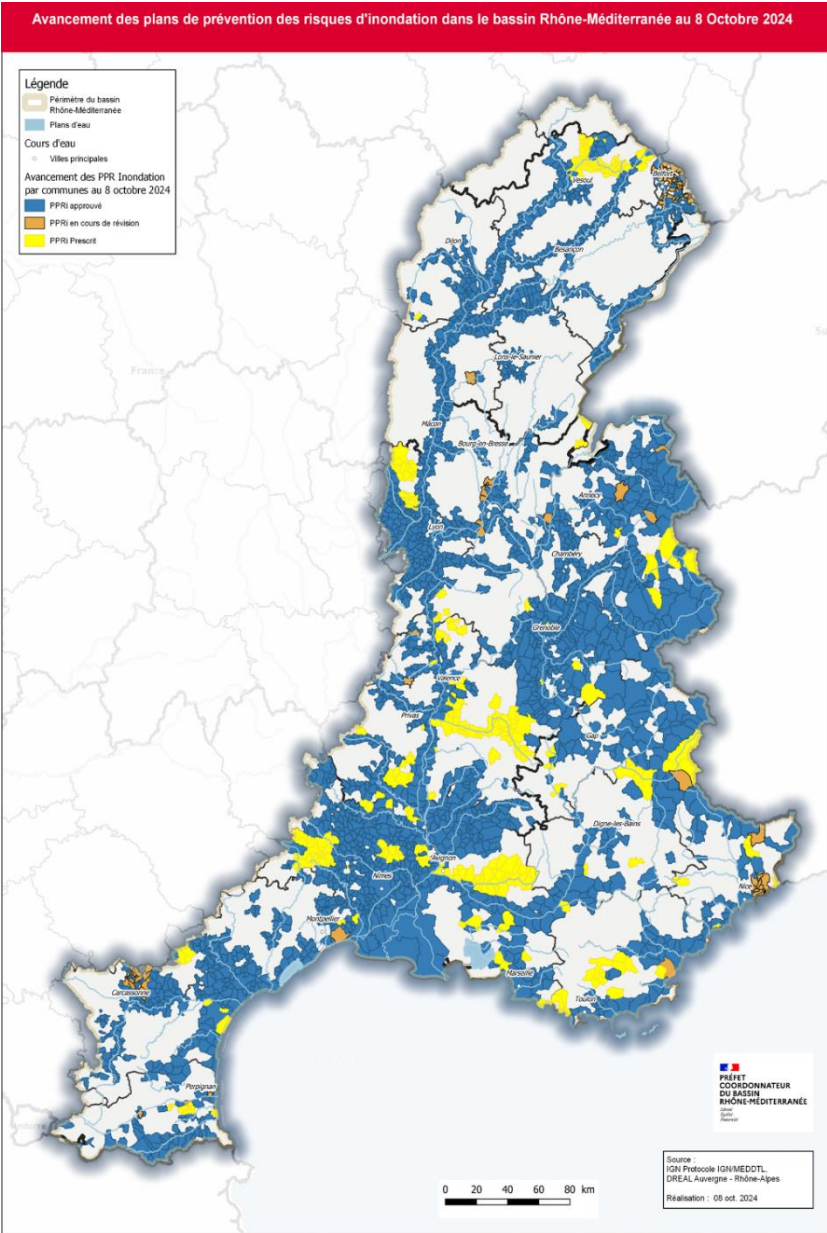 Avancement des plans de prévention des risques d'inondation dans le bassin Rhône-Méditerranée au 8 Octobre 2024
Légende
Périmètre du bassin
Rhône-Méditerranée
Plans d'eau
Cours d'eau
Villes principales
Avancement des PPR Inondation
par communes au 8 octobre 2024
PPRi approuvé
PPRi en cours de révision
PPRi Prescrit
Belfort
Vesoul
Dijon
Besançon
Lons-le-Saunier
France
Mâcon
Bourg-en-Bresse
Annecy
Lyon
Chambéry
Grenoble
Valence
Privas
Gap
Digne-les-Bains
Avignon
Nîmes
Nice
Montpellier
Marseille
Carcassonne
Toulon
Perpignan
PRÉFET
COORDONNATEUR
DU BASSIN
RHÔNE-MÉDITERRANÉE
Liberté
Égalité
Fraternité
Source :
IGN Protocole IGN/MEDDTL,
DREAL Auvergne - Rhône-Alpes
Réalisation : 08 oct. 2024
0 20 40 60 80 km